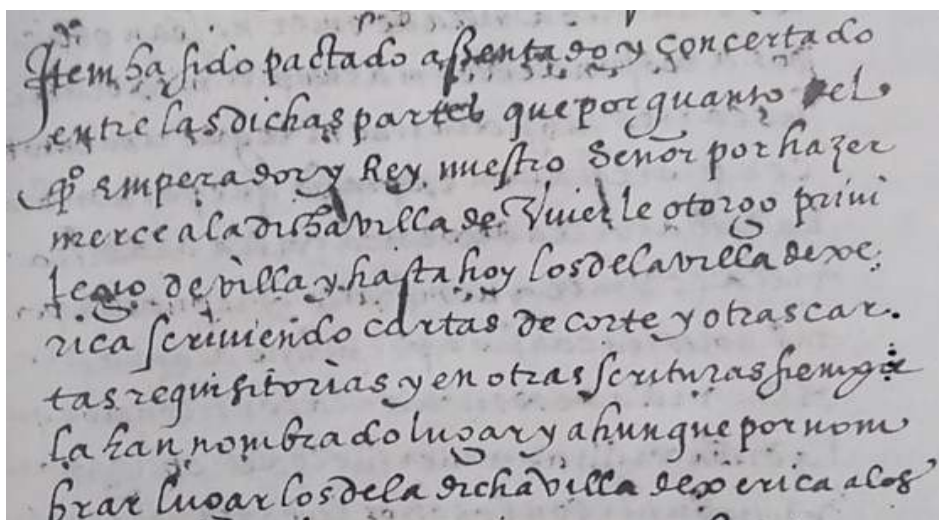 Item ha sido pactado assentado y concertado
entre las dichas partes que por quanto el
Emperador y Rey nuestro Señor por hazer
merce a la dicha villa de Viver le otorgo privi
legio de villa y hasta hoy los de la villa de xe
rica scriviendo cartas de corte y otras car.
tas requisitorias y en otras scrituras siempre
la han nombrado lugar y ahunque por nom
brar lugar los de la dicha villa de xerica a los